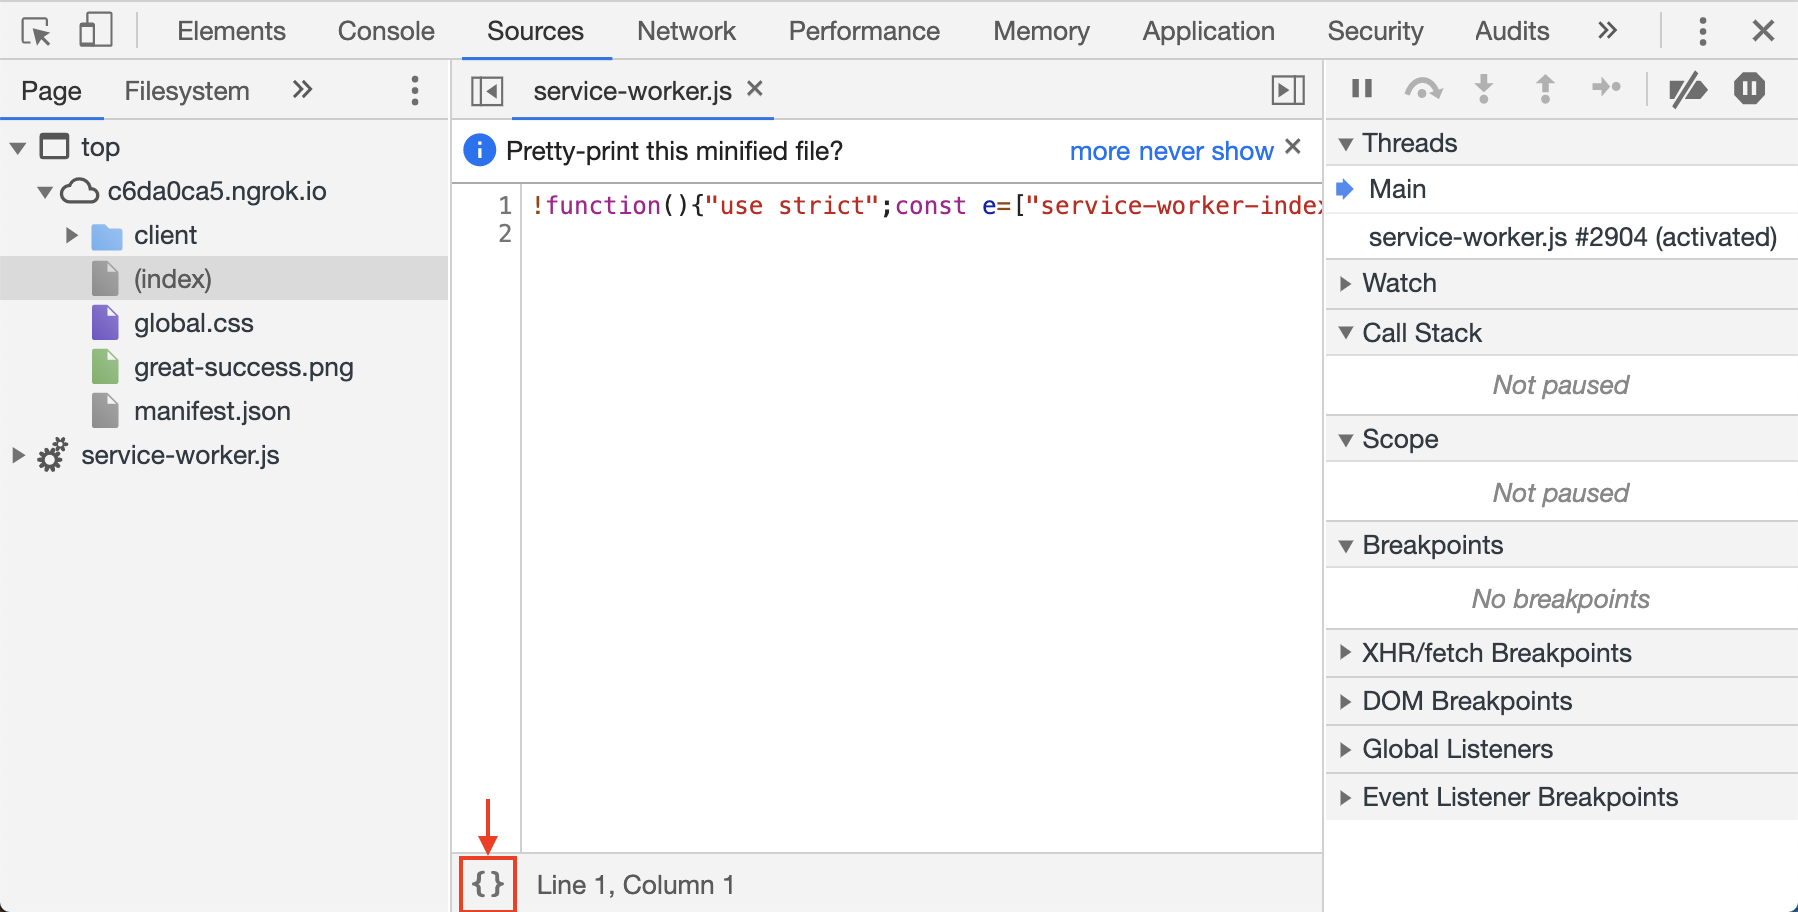 Elements Console Sources Network Performance Memory Application Security Audits »
Page Filesystem »
top
c6da0ca5.ngrok.io
client
(index)
global.css
great-success.png
manifest.json
service-worker.js
service-worker.js ×
i Pretty-print this minified file? more never show ×
1 !function(){"use strict";const e=["service-worker-index
2
{} Line 1, Column 1
Threads
Main
service-worker.js #2904 (activated)
Watch
Call Stack
Not paused
Scope
Not paused
Breakpoints
No breakpoints
XHR/fetch Breakpoints
DOM Breakpoints
Global Listeners
Event Listener Breakpoints